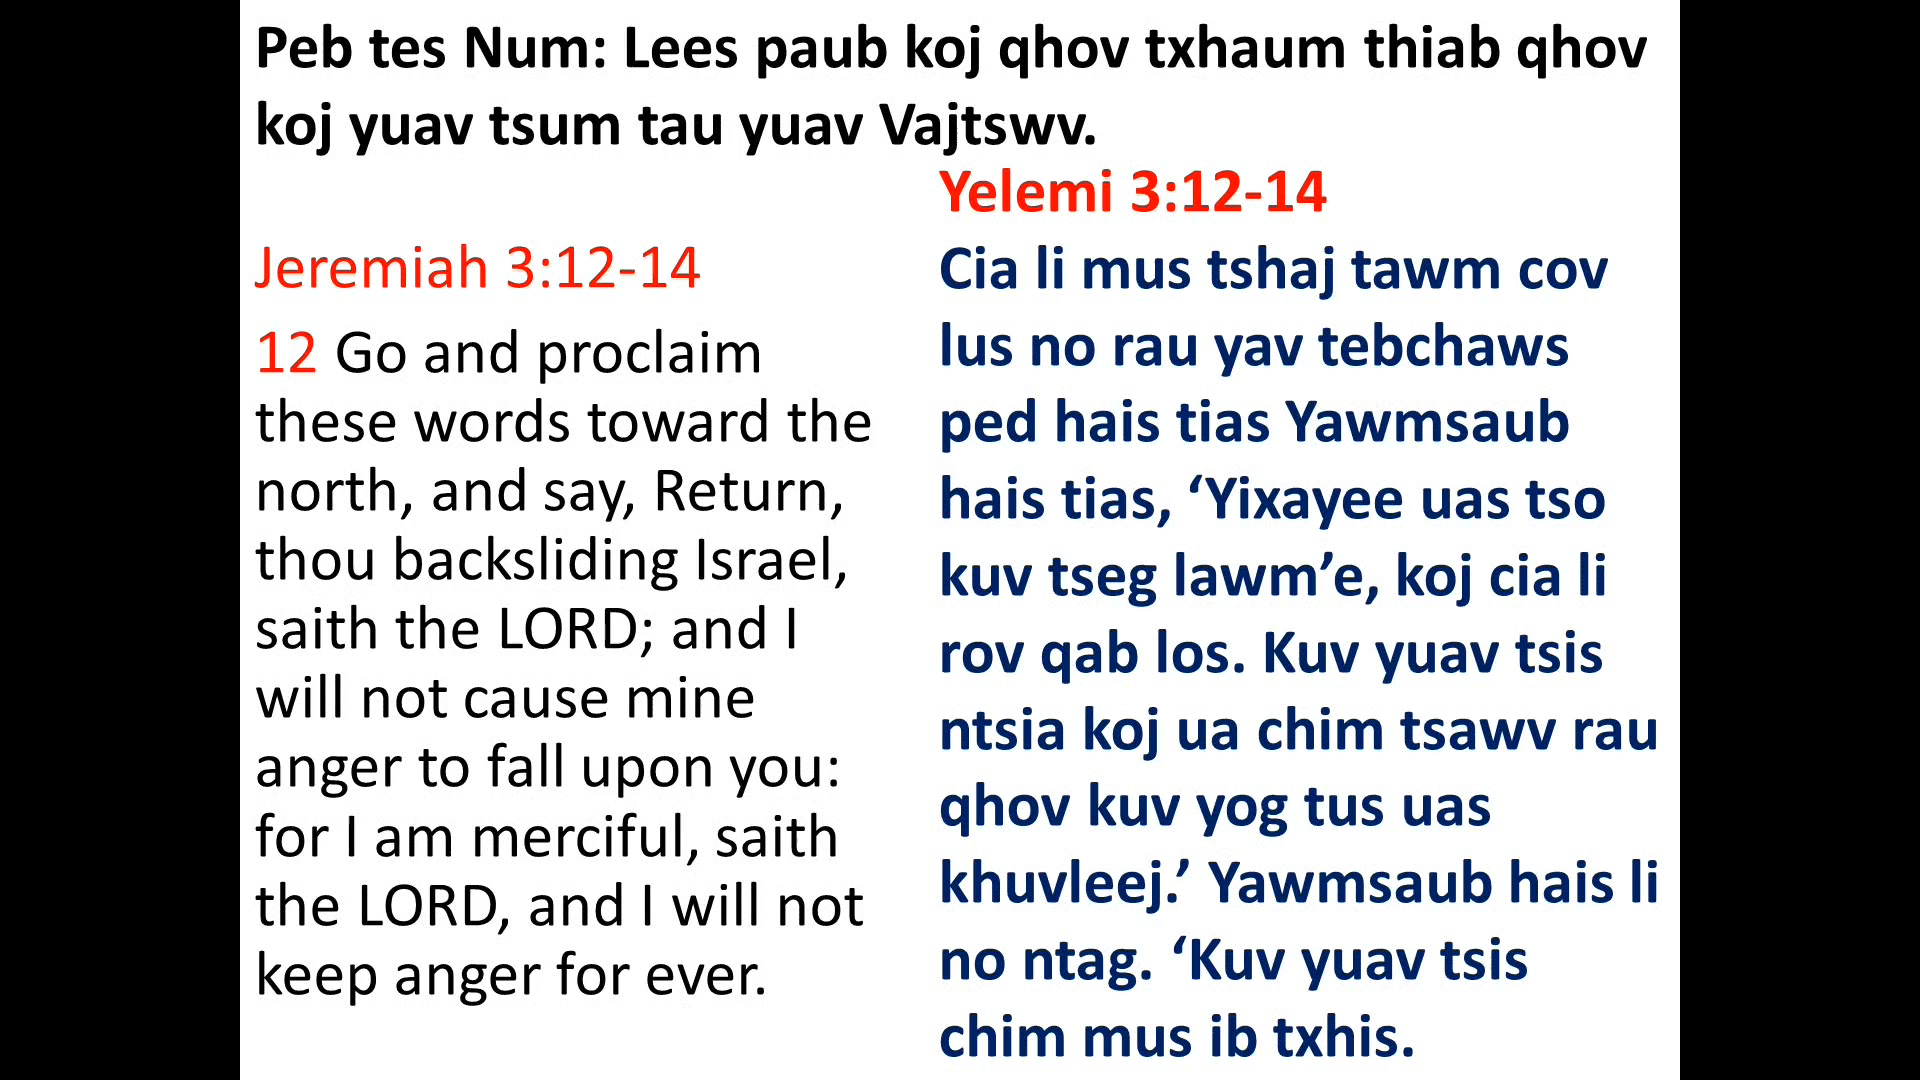 Peb tes Num: Lees paub koj qhov txhaum thiab qhov
koj yuav tsum tau yuav Vajtswv.
Jeremiah 3:12-14
12 Go and proclaim
these words toward the
north, and say, Return,
thou backsliding Israel,
saith the LORD; and I
will not cause mine
anger to fall upon you:
for I am merciful, saith
the LORD, and I will not
keep anger for ever.
Yelemi 3:12-14
Cia li mus tshaj tawm cov
lus no rau yav tebchaws
ped hais tias Yawmsaub
hais tias, ‘Yixayee uas tso
kuv tseg lawm’e, koj cia li
rov qab los. Kuv yuav tsis
ntsia koj ua chim tsawv rau
qhov kuv yog tus uas
khuvleej.’ Yawmsaub hais li
no ntag. ‘Kuv yuav tsis
chim mus ib txhis.